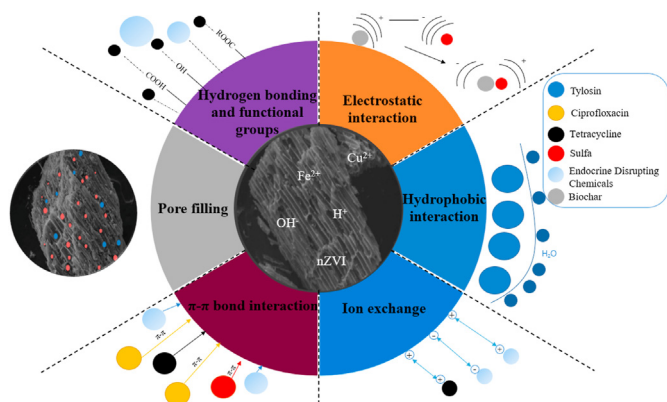 ROOC
OH
COOH
Hydrogen bonding
and functional
groups
Electrostatic
interaction
+
-
-
+
Tylosin
Ciprofloxacin
Tetracycline
Sulfa
Endocrine Disrupting
Chemicals
Biochar
Pore filling
Fe²⁺
Cu²⁺
OH⁻
H⁺
nZVI
Hydrophobic
interaction
H₂O
π-π bond interaction
Ion exchange
π-π
π-π
π-π
+
-
-
+
+